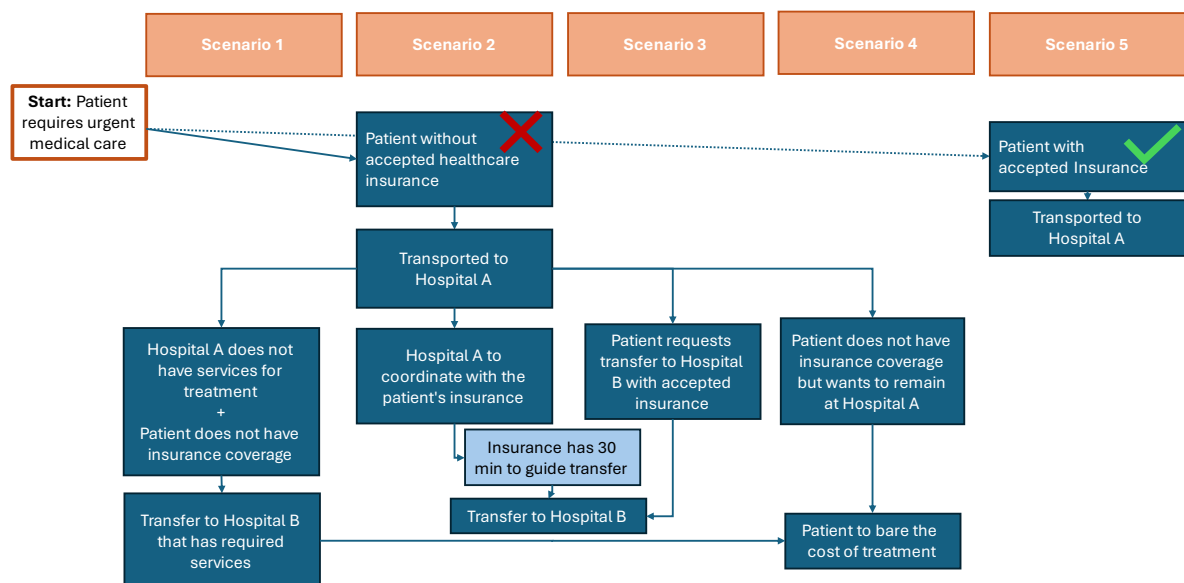 Scenario 1
Scenario 2
Scenario 3
Scenario 4
Scenario 5
Start: Patient
requires urgent
medical care
Patient without
accepted healthcare
insurance
Patient with
accepted Insurance
Transported to
Hospital A
Transported to
Hospital A
Hospital A does not
have services for
treatment
+
Patient does not have
insurance coverage
Hospital A to
coordinate with the
patient's insurance
Patient requests
transfer to Hospital
B with accepted
insurance
Patient does not have
insurance coverage
but wants to remain
at Hospital A
Insurance has 30
min to guide transfer
Transfer to Hospital B
that has required
services
Transfer to Hospital B
Patient to bare the
cost of treatment